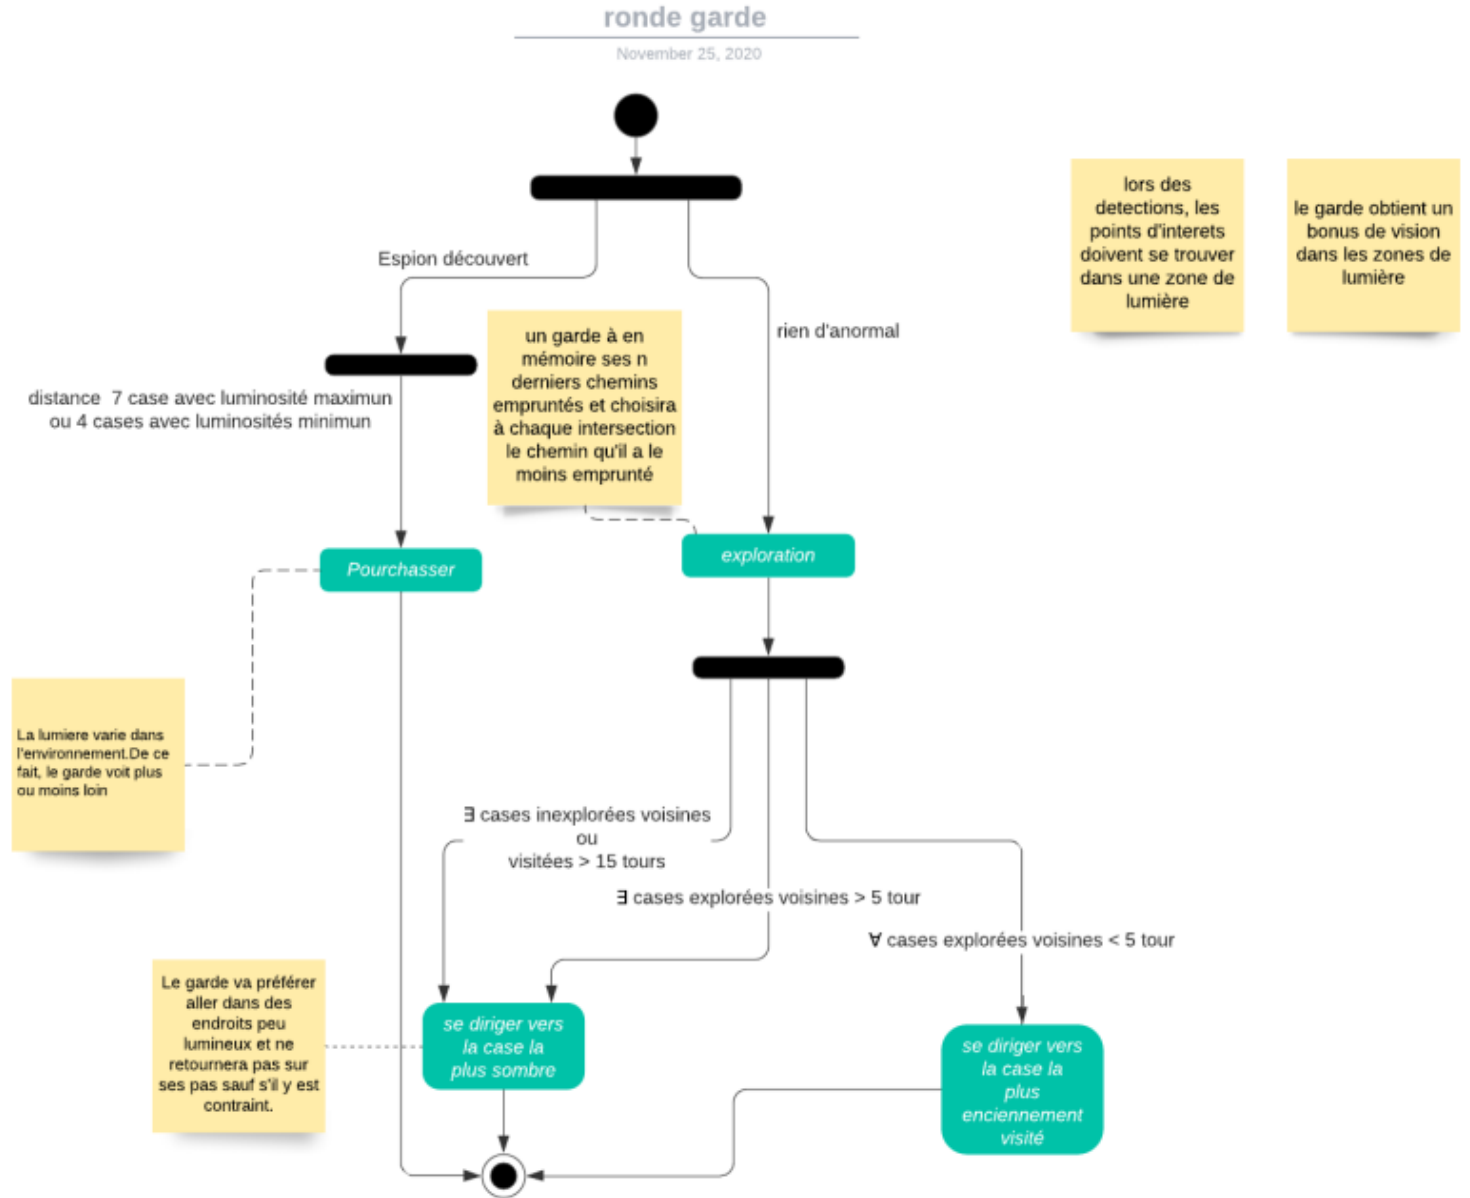 ronde garde
November 25, 2020
lors des
detections, les
points d'interets
doivent se trouver
dans une zone de
lumière
le garde obtient un
bonus de vision
dans les zones de
lumière
Espion découvert
rien d'anormal
un garde à en
mémoire ses n
derniers chemins
empruntés et choisira
à chaque intersection
le chemin qu'il a le
moins emprunté
distance 7 case avec luminosité maximun
ou 4 cases avec luminosités minimun
Pourchasser
exploration
La lumiere varie dans
l'environnement.De ce
fait, le garde voit plus
ou moins loin
∃ cases inexplorées voisines
ou
visitées > 15 tours
∃ cases explorées voisines > 5 tour
∀ cases explorées voisines < 5 tour
Le garde va préférer
aller dans des
endroits peu
lumineux et ne
retournera pas sur
ses pas sauf s'il y est
contraint.
se diriger vers
la case la
plus sombre
se diriger vers
la case la
plus
enciennement
visité